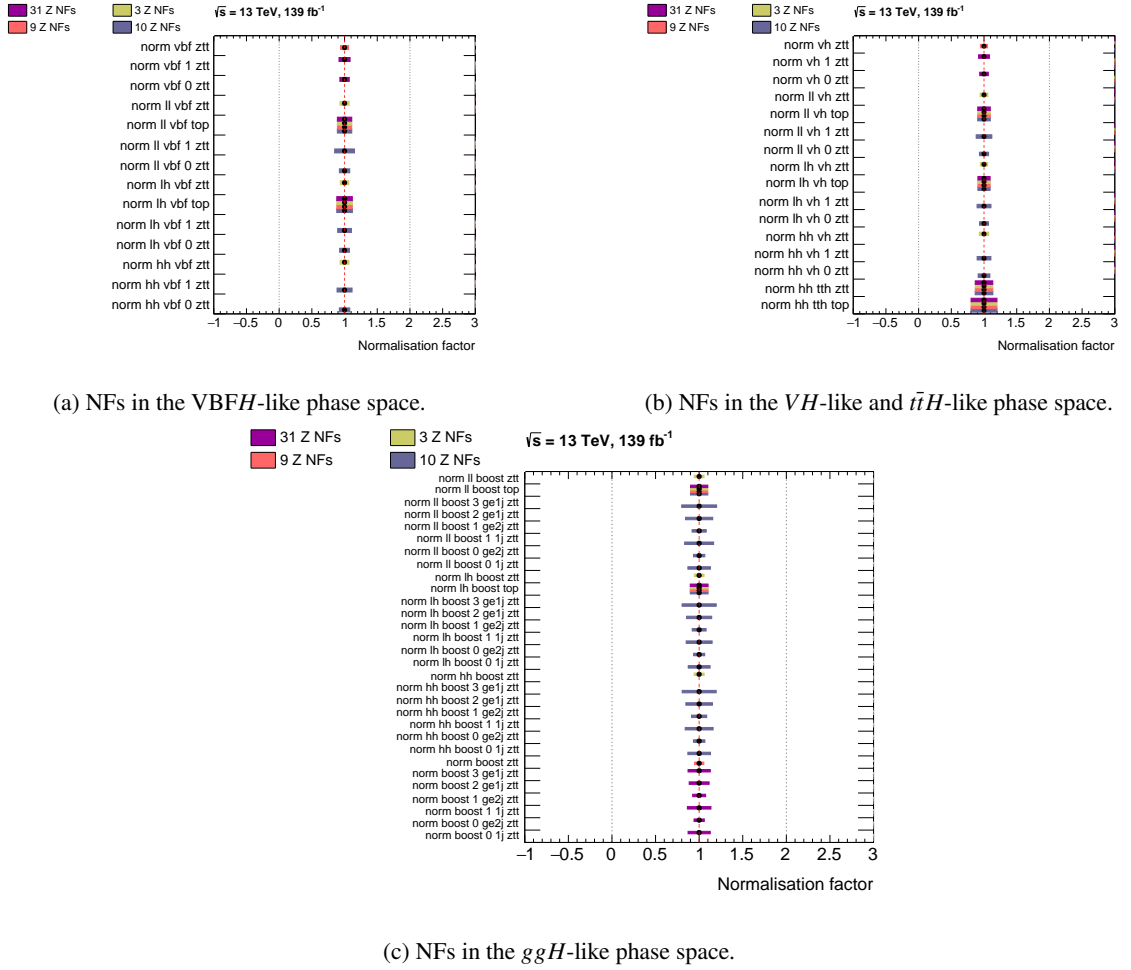 31 Z NFs 3 Z NFs √s = 13 TeV, 139 fb⁻¹
9 Z NFs 10 Z NFs
norm vbf ztt
norm vbf 1 ztt
norm vbf 0 ztt
norm ll vbf ztt
norm ll vbf top
norm ll vbf 1 ztt
norm ll vbf 0 ztt
norm lh vbf ztt
norm lh vbf top
norm lh vbf 1 ztt
norm lh vbf 0 ztt
norm hh vbf ztt
norm hh vbf 1 ztt
norm hh vbf 0 ztt
−1 −0.5 0 0.5 1 1.5 2 2.5 3
Normalisation factor
(a) NFs in the VBFH-like phase space.
31 Z NFs 3 Z NFs √s = 13 TeV, 139 fb⁻¹
9 Z NFs 10 Z NFs
norm vh ztt
norm vh 1 ztt
norm vh 0 ztt
norm ll vh ztt
norm ll vh top
norm ll vh 1 ztt
norm ll vh 0 ztt
norm lh vh ztt
norm lh vh top
norm lh vh 1 ztt
norm lh vh 0 ztt
norm hh vh ztt
norm hh vh 1 ztt
norm hh vh 0 ztt
norm hh tth ztt
norm hh tth top
−1 −0.5 0 0.5 1 1.5 2 2.5 3
Normalisation factor
(b) NFs in the VH-like and tt̄H-like phase space.
31 Z NFs 3 Z NFs √s = 13 TeV, 139 fb⁻¹
9 Z NFs 10 Z NFs
norm ll boost ztt
norm ll boost top
norm ll boost 3 ge1j ztt
norm ll boost 2 ge1j ztt
norm ll boost 1 ge2j ztt
norm ll boost 1 1j ztt
norm ll boost 0 ge2j ztt
norm ll boost 0 1j ztt
norm lh boost ztt
norm lh boost top
norm lh boost 3 ge1j ztt
norm lh boost 2 ge1j ztt
norm lh boost 1 ge2j ztt
norm lh boost 1 1j ztt
norm lh boost 0 ge2j ztt
norm lh boost 0 1j ztt
norm hh boost ztt
norm hh boost 3 ge1j ztt
norm hh boost 2 ge1j ztt
norm hh boost 1 ge2j ztt
norm hh boost 1 1j ztt
norm hh boost 0 ge2j ztt
norm hh boost 0 1j ztt
norm boost ztt
norm boost 3 ge1j ztt
norm boost 2 ge1j ztt
norm boost 1 ge2j ztt
norm boost 1 1j ztt
norm boost 0 ge2j ztt
norm boost 0 1j ztt
−1 −0.5 0 0.5 1 1.5 2 2.5 3
Normalisation factor
(c) NFs in the ggH-like phase space.